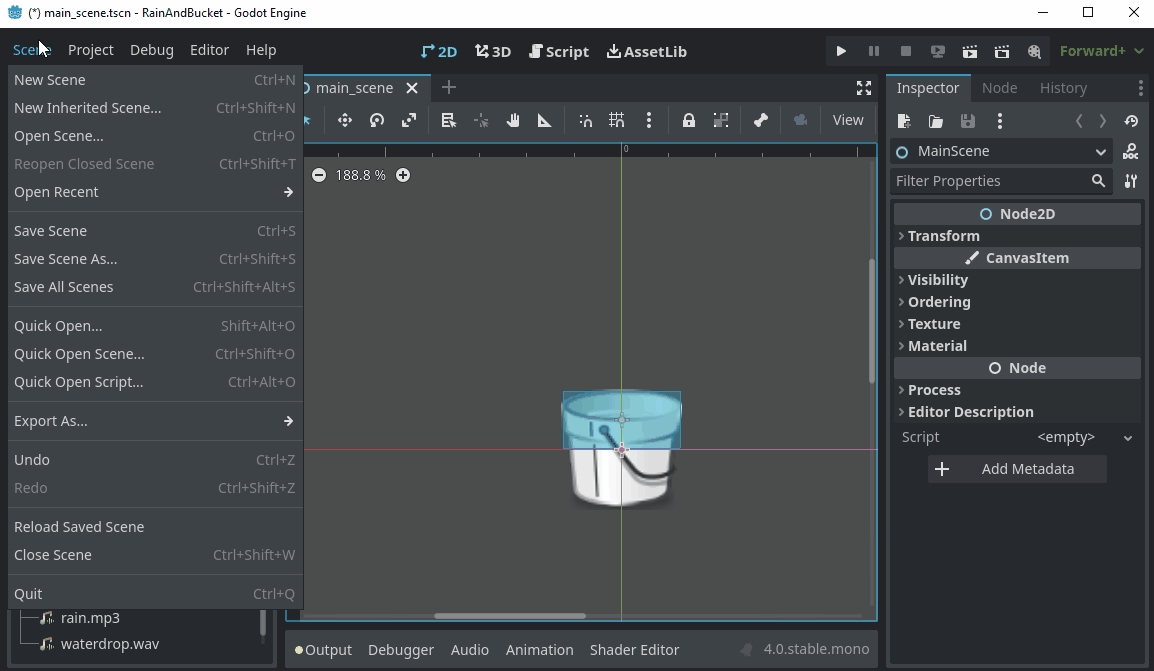 (*) main_scene.tscn - RainAndBucket - Godot Engine
Scene Project Debug Editor Help
2D 3D Script AssetLib
Forward+
New Scene Ctrl+N
New Inherited Scene... Ctrl+Shift+N
Open Scene... Ctrl+O
Reopen Closed Scene Ctrl+Shift+T
Open Recent
Save Scene Ctrl+S
Save Scene As... Ctrl+Shift+S
Save All Scenes Ctrl+Shift+Alt+S
Quick Open... Shift+Alt+O
Quick Open Scene... Ctrl+Shift+O
Quick Open Script... Ctrl+Alt+O
Export As...
Undo Ctrl+Z
Redo Ctrl+Shift+Z
Reload Saved Scene
Close Scene Ctrl+Shift+W
Quit Ctrl+Q
rain.mp3
waterdrop.wav
main_scene
View
0
188.8 %
Output Debugger Audio Animation Shader Editor 4.0.stable.mono
Inspector Node History
MainScene
DOC
Filter Properties
Node2D
Transform
CanvasItem
Visibility
Ordering
Texture
Material
Node
Process
Editor Description
Script <empty>
Add Metadata